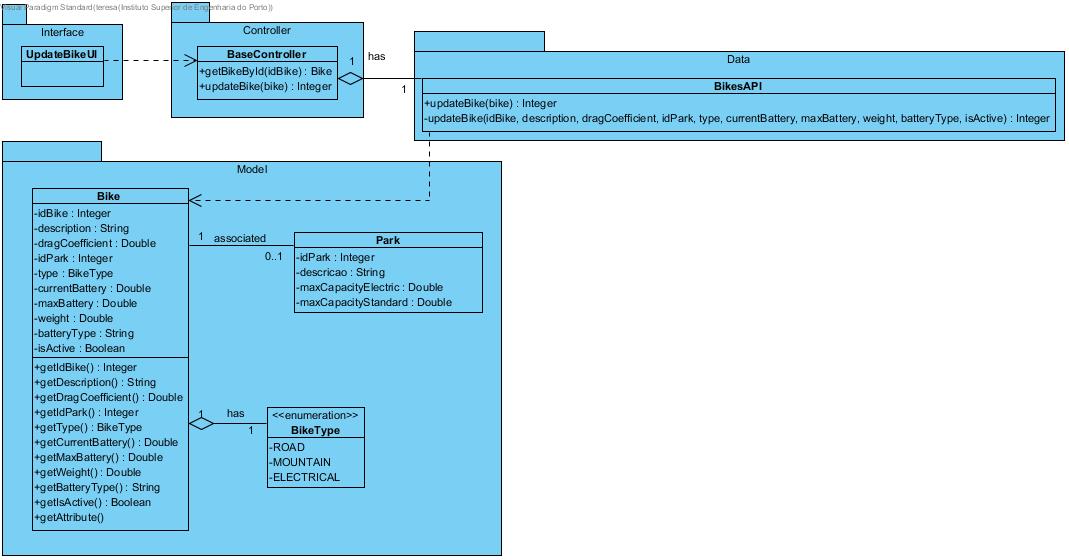 Visual Paradigm Standard(teresa(Instituto Superior de Engenharia do Porto))
Interface
UpdateBikeUI
Controller
BaseController
+getBikeById(idBike) : Bike
+updateBike(bike) : Integer
1
has
1
Data
BikesAPI
+updateBike(bike) : Integer
-updateBike(idBike, description, dragCoefficient, idPark, type, currentBattery, maxBattery, weight, batteryType, isActive) : Integer
Model
Bike
-idBike : Integer
-description : String
-dragCoefficient : Double
-idPark : Integer
-type : BikeType
-currentBattery : Double
-maxBattery : Double
-weight : Double
-batteryType : String
-isActive : Boolean
+getIdBike() : Integer
+getDescription() : String
+getDragCoefficient() : Double
+getIdPark() : Integer
+getType() : BikeType
+getCurrentBattery() : Double
+getMaxBattery() : Double
+getWeight() : Double
+getBatteryType() : String
+getIsActive() : Boolean
+getAttribute()
1
associated
0..1
Park
-idPark : Integer
-descricao : String
-maxCapacityElectric : Double
-maxCapacityStandard : Double
1
has
1
<<enumeration>>
BikeType
-ROAD
-MOUNTAIN
-ELECTRICAL